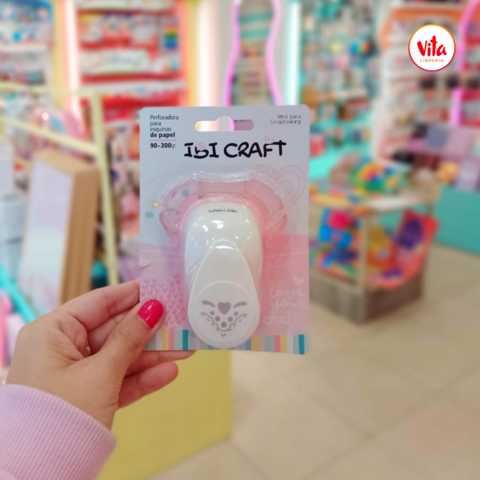 Vita
LIBRERÍA
Perforadora
para
esquinas
de papel
90-300g.
Ideal para
Scrapbooking
IBI CRAFT